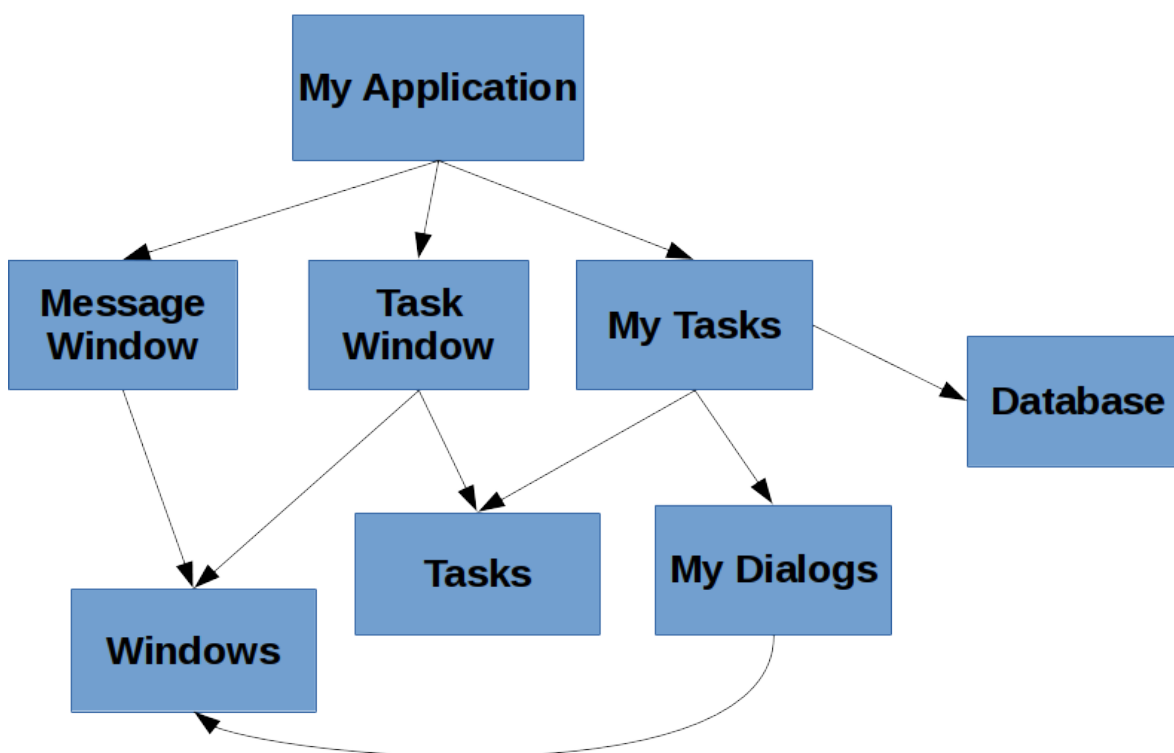 My Application
Message
Window
Task
Window
My Tasks
Database
Tasks
My Dialogs
Windows